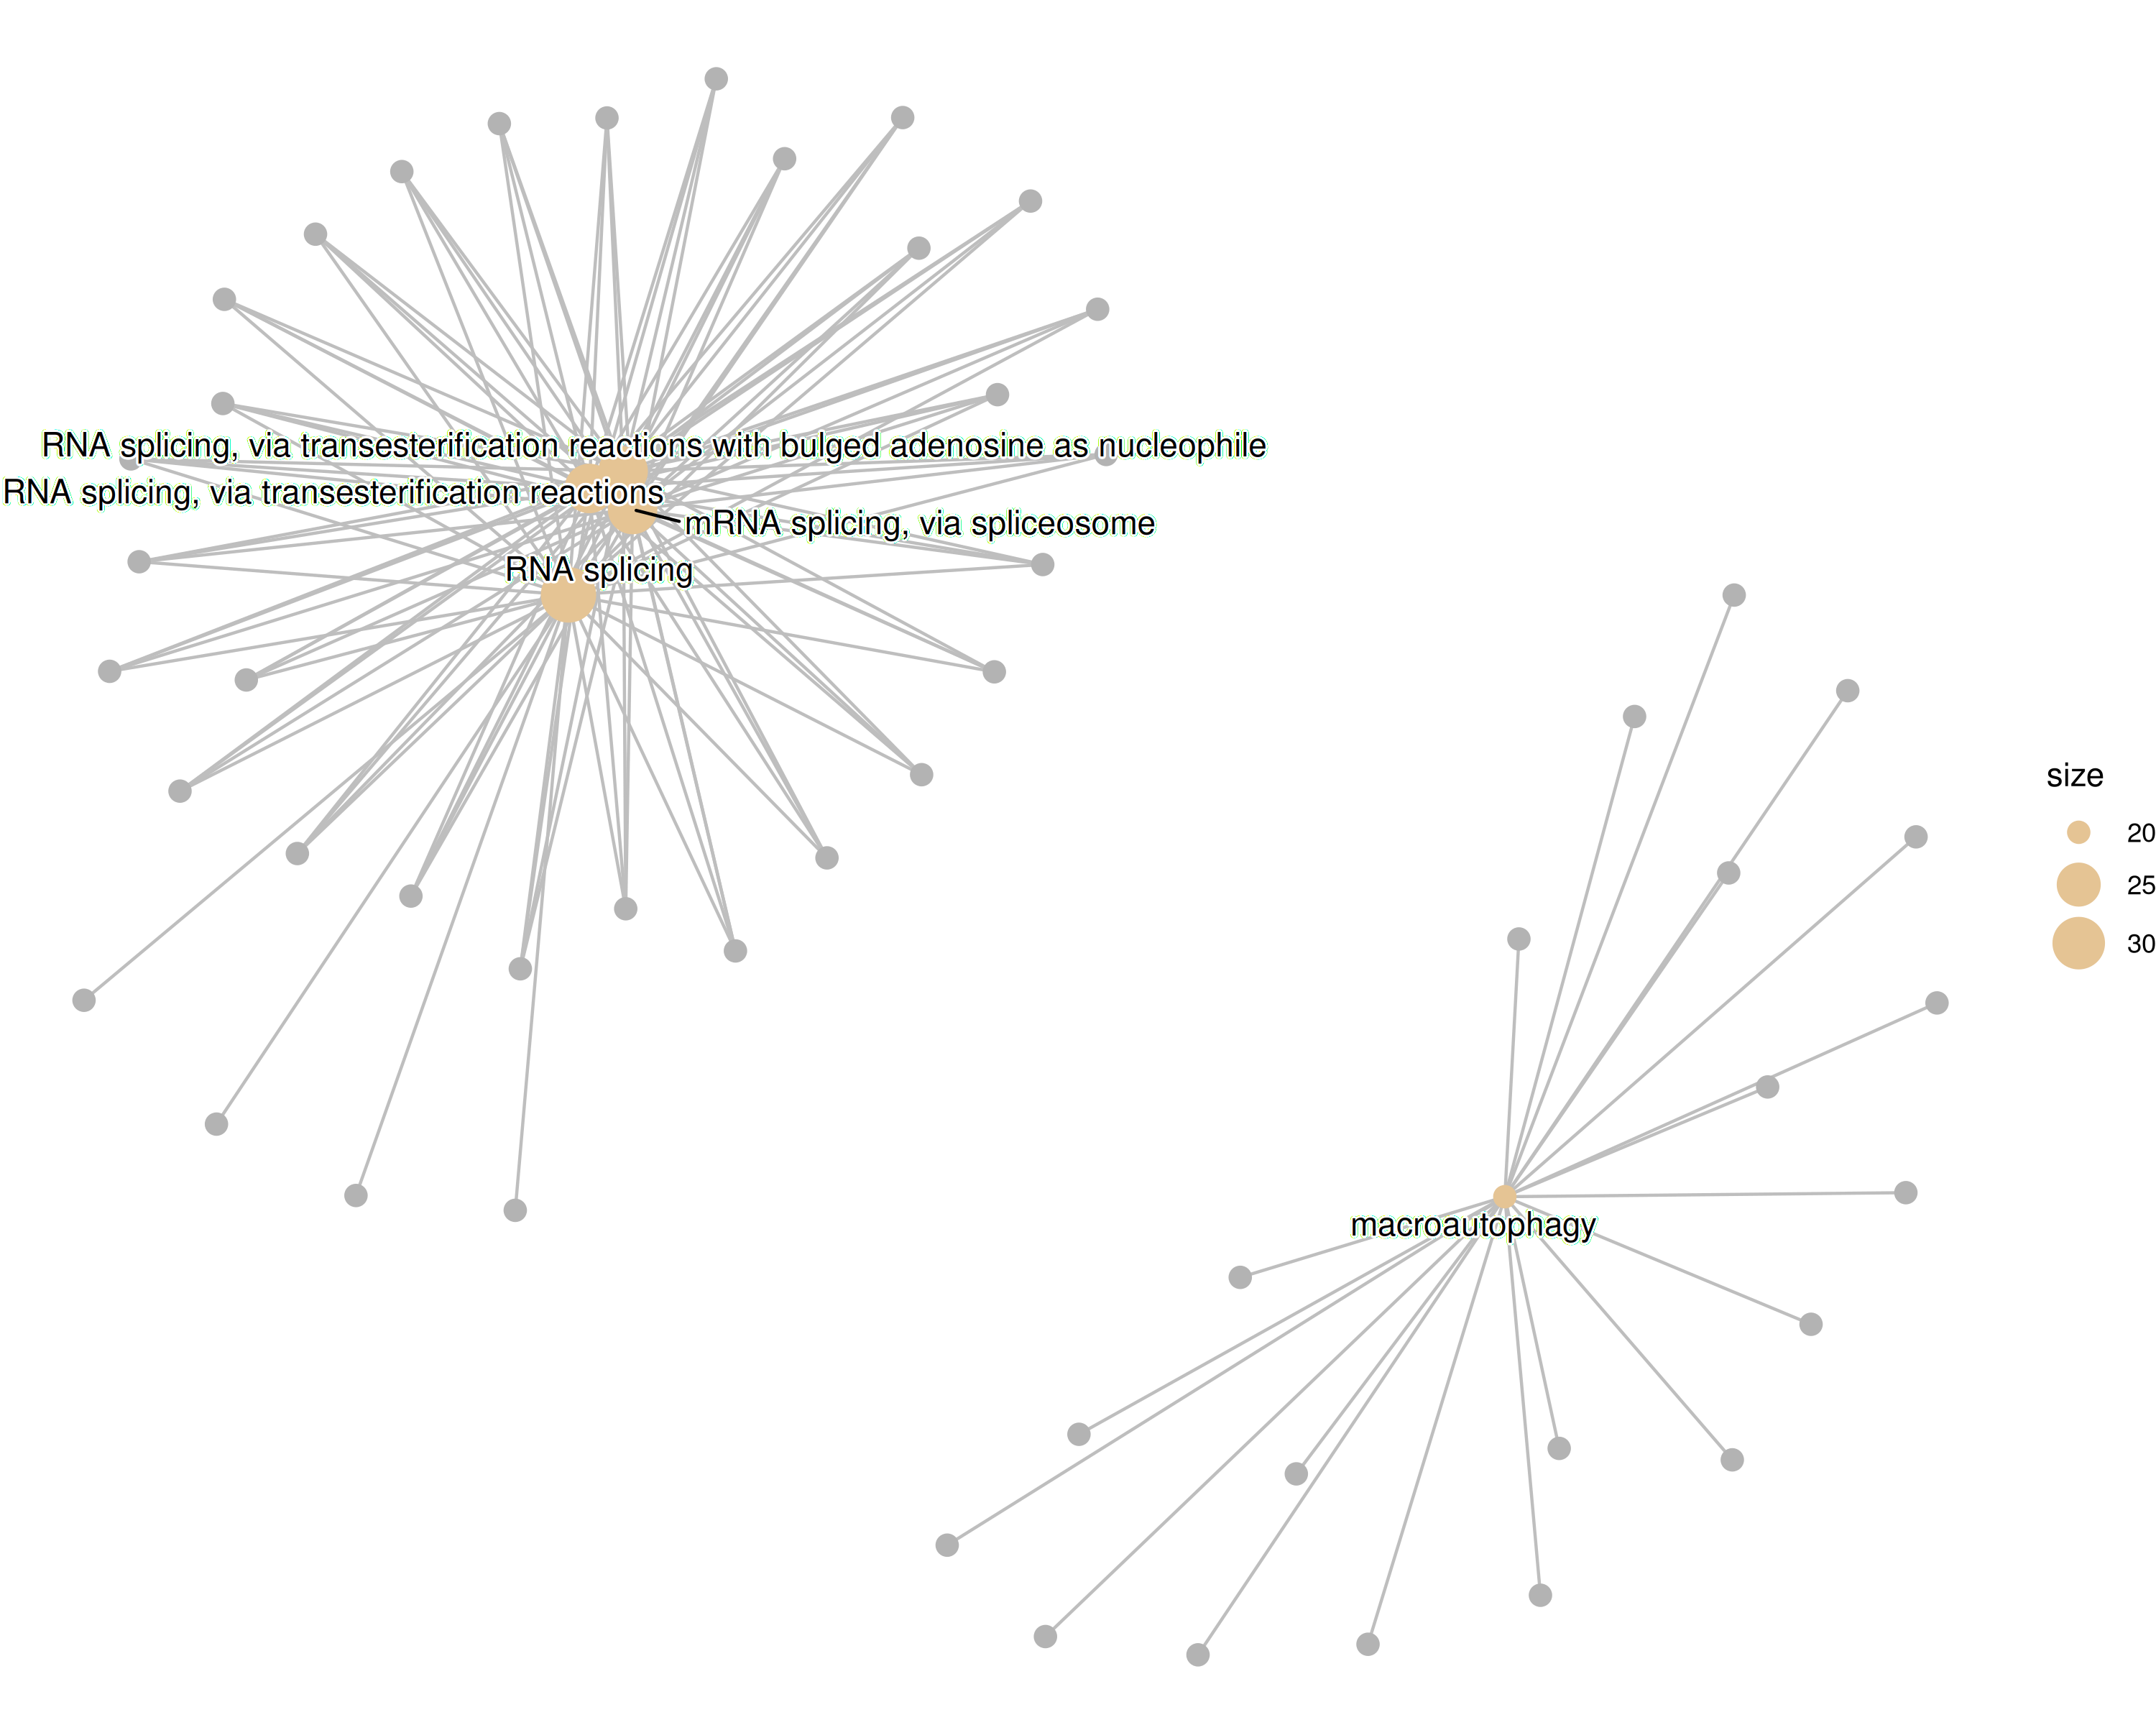 RNA splicing, via transesterification reactions with bulged adenosine as nucleophile
RNA splicing, via transesterification reactions
mRNA splicing, via spliceosome
RNA splicing
macroautophagy
size
20
25
30